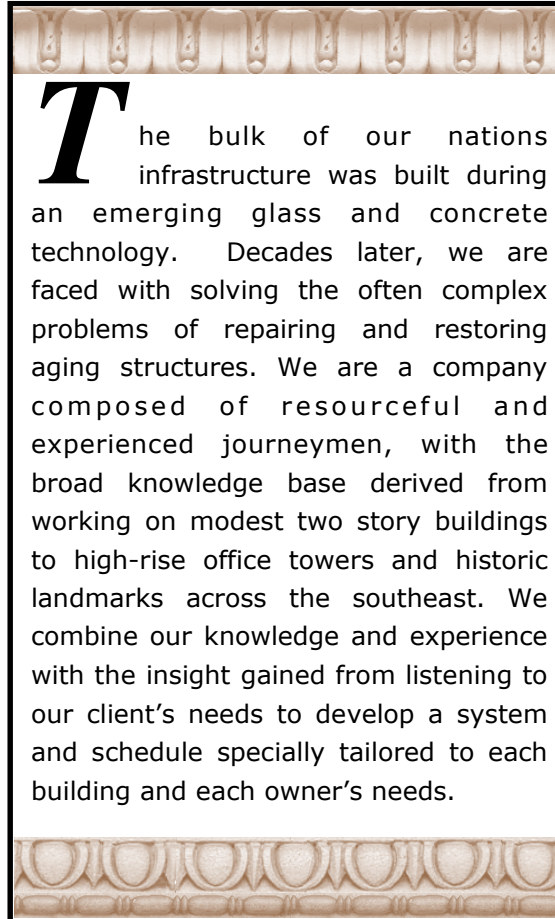 The bulk of our nations
infrastructure was built during
an emerging glass and concrete
technology. Decades later, we are
faced with solving the often complex
problems of repairing and restoring
aging structures. We are a company
composed of resourceful and
experienced journeymen, with the
broad knowledge base derived from
working on modest two story buildings
to high-rise office towers and historic
landmarks across the southeast. We
combine our knowledge and experience
with the insight gained from listening to
our client’s needs to develop a system
and schedule specially tailored to each
building and each owner’s needs.